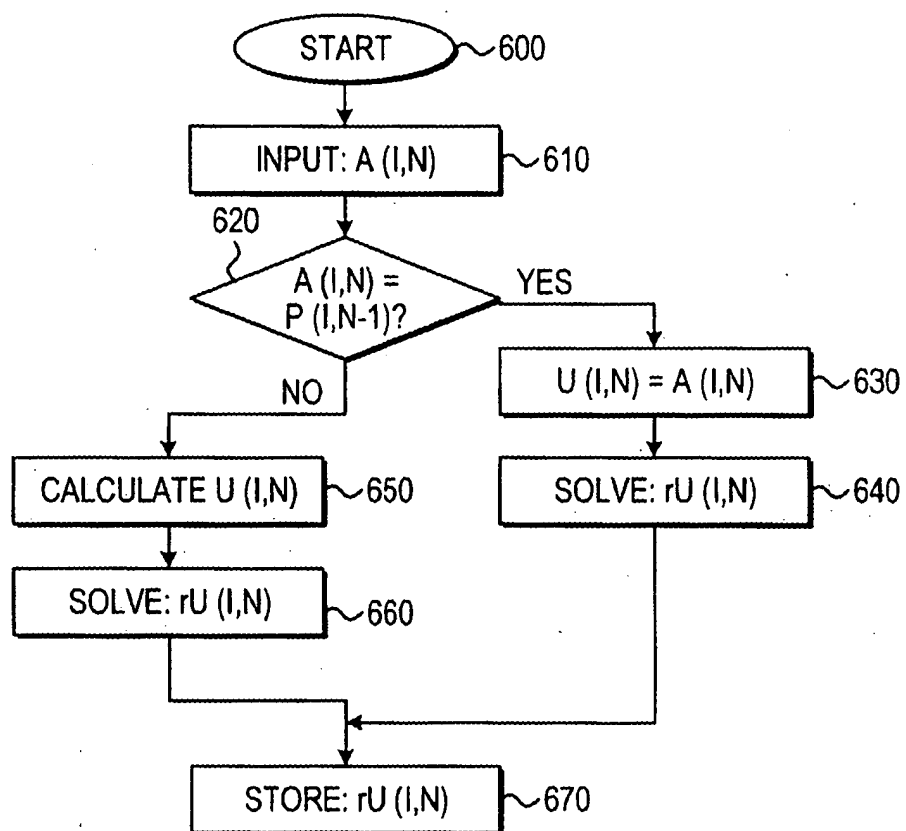 START
600
INPUT: A (I,N)
610
620
A (I,N) =
P (I,N-1)?
YES
NO
U (I,N) = A (I,N)
630
CALCULATE U (I,N)
650
SOLVE: rU (I,N)
640
SOLVE: rU (I,N)
660
STORE: rU (I,N)
670